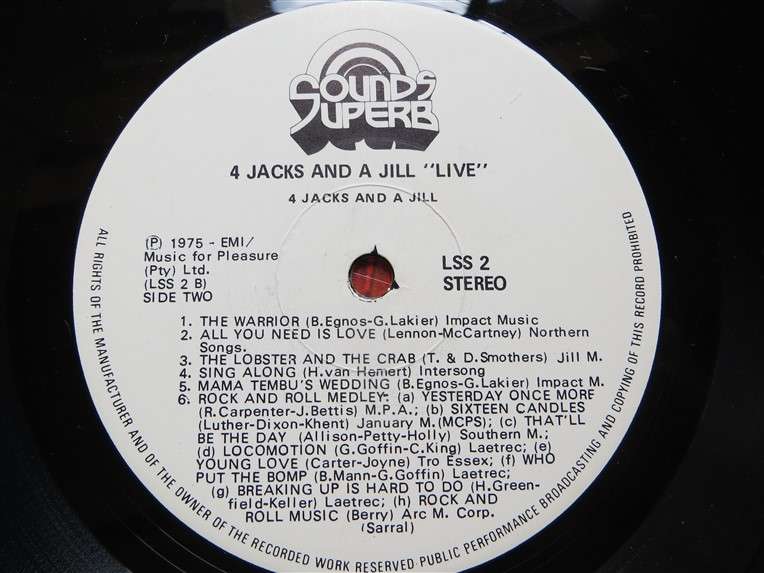 SOUNDS
SUPERB
4 JACKS AND A JILL "LIVE"
4 JACKS AND A JILL
Ⓟ 1975 - EMI/
Music for Pleasure
(Pty) Ltd.
(LSS 2 B)
SIDE TWO
LSS 2
STEREO
1. THE WARRIOR (B.Egnos-G.Lakier) Impact Music
2. ALL YOU NEED IS LOVE (Lennon-McCartney) Northern
Songs.
3. THE LOBSTER AND THE CRAB (T. & D.Smothers) Jill M.
4. SING ALONG (H.van Hemert) Intersong
5. MAMA TEMBU'S WEDDING (B.Egnos-G.Lakier) Impact M.
6. ROCK AND ROLL MEDLEY: (a) YESTERDAY ONCE MORE
(R.Carpenter-J.Bettis) M.P.A.; (b) SIXTEEN CANDLES
(Luther-Dixon-Khent) January M.(MCPS); (c) THAT'LL
BE THE DAY (Allison-Petty-Holly) Southern M.;
(d) LOCOMOTION (G.Goffin-C.King) Laetrec; (e)
YOUNG LOVE (Carter-Joyne) Tro Essex; (f) WHO
PUT THE BOMP (B.Mann-G.Goffin) Laetrec;
(g) BREAKING UP IS HARD TO DO (H.Green-
field-Keller) Laetrec; (h) ROCK AND
ROLL MUSIC (Berry) Arc M. Corp.
(Sarral)
ALL RIGHTS OF THE MANUFACTURER AND OF THE OWNER OF THE RECORDED WORK RESERVED PUBLIC PERFORMANCE BROADCASTING AND COPYING OF THIS RECORD PROHIBITED